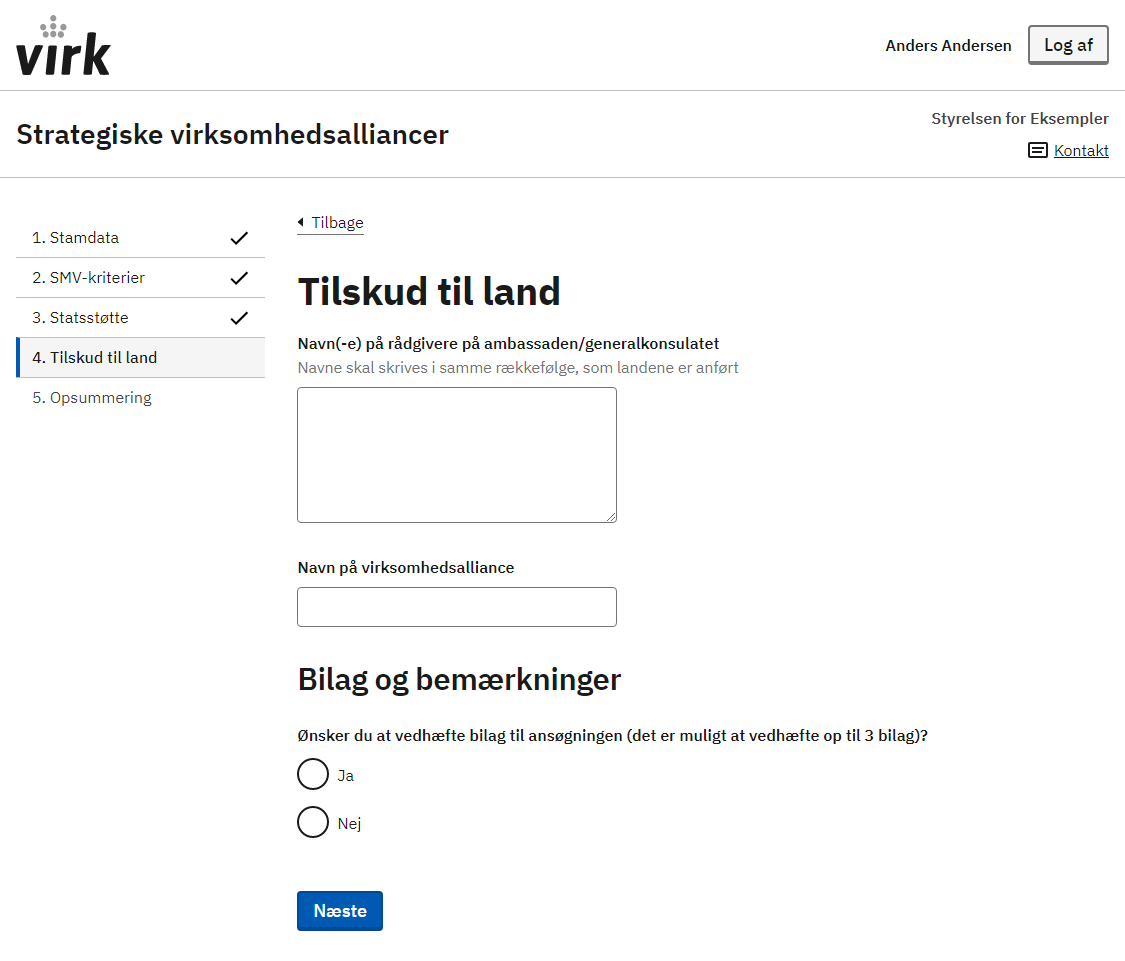 virk
Anders Andersen
Log af
Strategiske virksomhedsalliancer
Styrelsen for Eksempler
Kontakt
1. Stamdata
2. SMV-kriterier
3. Statsstøtte
4. Tilskud til land
5. Opsummering
Tilbage
Tilskud til land
Navn(-e) på rådgivere på ambassaden/generalkonsulatet
Navne skal skrives i samme rækkefølge, som landene er anført
Navn på virksomhedsalliance
Bilag og bemærkninger
Ønsker du at vedhæfte bilag til ansøgningen (det er muligt at vedhæfte op til 3 bilag)?
Ja
Nej
Næste